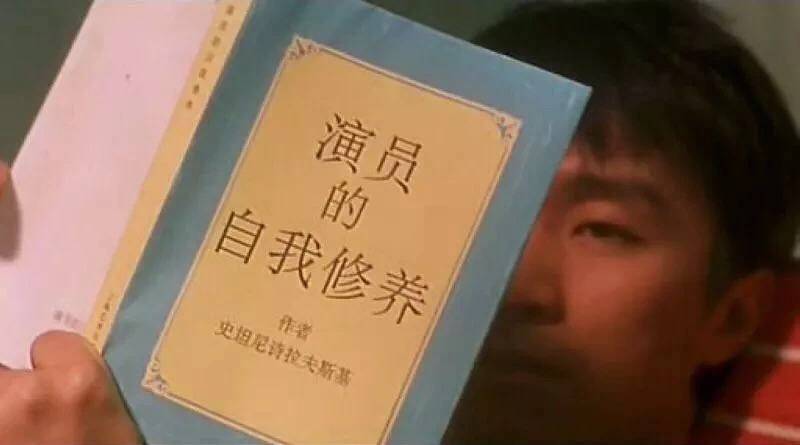 演员
的
自我修养
作者
史坦尼诗拉夫斯基